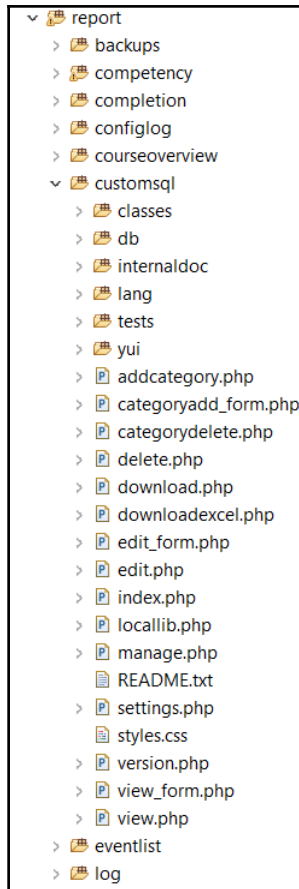 report
backups
competency
completion
configlog
courseoverview
customsql
classes
db
internaldoc
lang
tests
yui
addcategory.php
categoryadd_form.php
categorydelete.php
delete.php
download.php
downloadexcel.php
edit_form.php
edit.php
index.php
locallib.php
manage.php
README.txt
settings.php
styles.css
version.php
view_form.php
view.php
eventlist
log